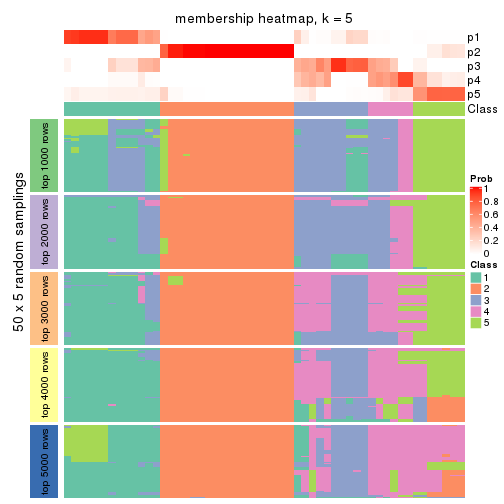 membership heatmap, k = 5
p1
p2
p3
p4
p5
Class
50 x 5 random samplings
top 1000 rows
top 2000 rows
top 3000 rows
top 4000 rows
top 5000 rows
Prob
1
0.8
0.6
0.4
0.2
0
Class
1
2
3
4
5